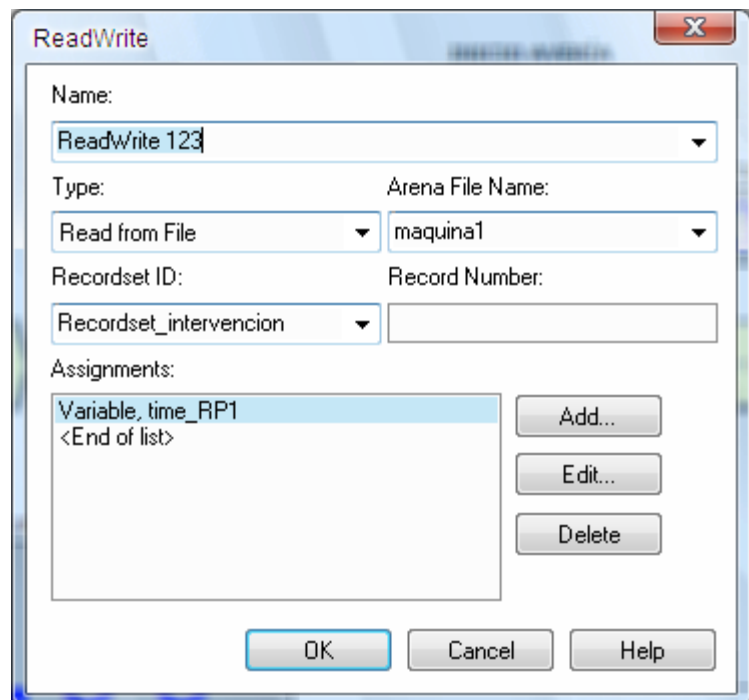 ReadWrite
Name:
ReadWrite 123
Type: Arena File Name:
Read from File maquina1
Recordset ID: Record Number:
Recordset_intervencion
Assignments:
Variable, time_RP1
<End of list>
Add...
Edit...
Delete
OK Cancel Help